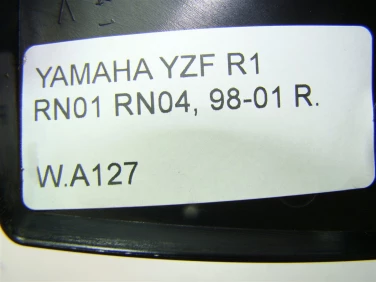 YAMAHA YZF R1
RN01 RN04, 98-01 R.
W.A127